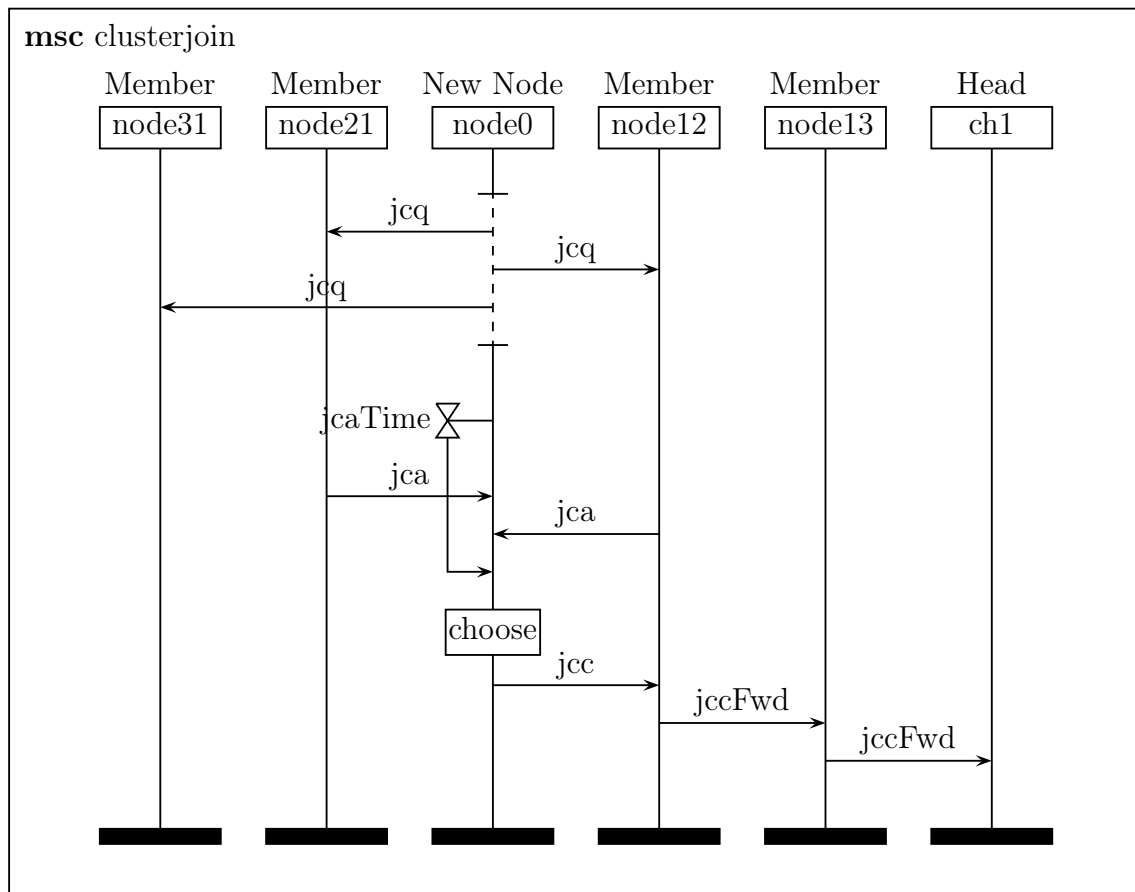 msc clusterjoin
Member Member New Node Member Member Head
node31 node21 node0 node12 node13 ch1
jcq
jcq
jcq
jcaTime
jca
jca
choose
jcc
jccFwd
jccFwd